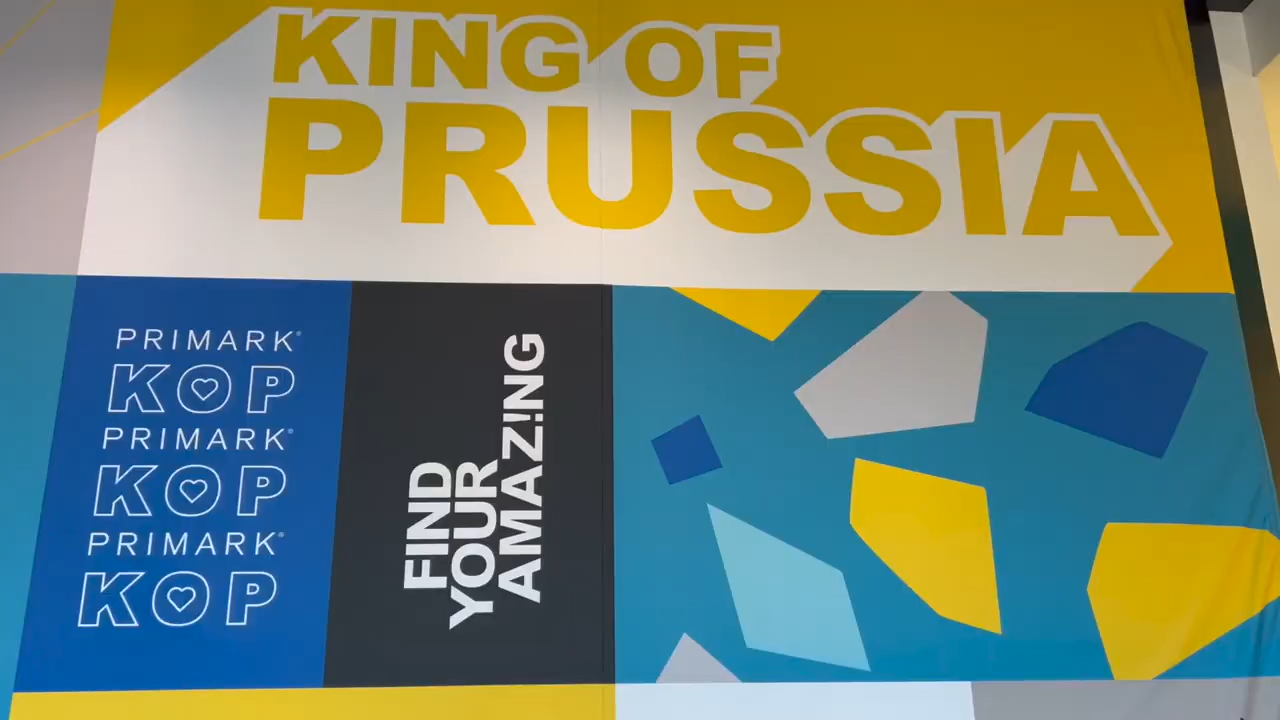 KING OF
PRUSSIA
PRIMARK®
KOP
PRIMARK®
KOP
PRIMARK®
KOP
FIND
YOUR
AMAZ!NG